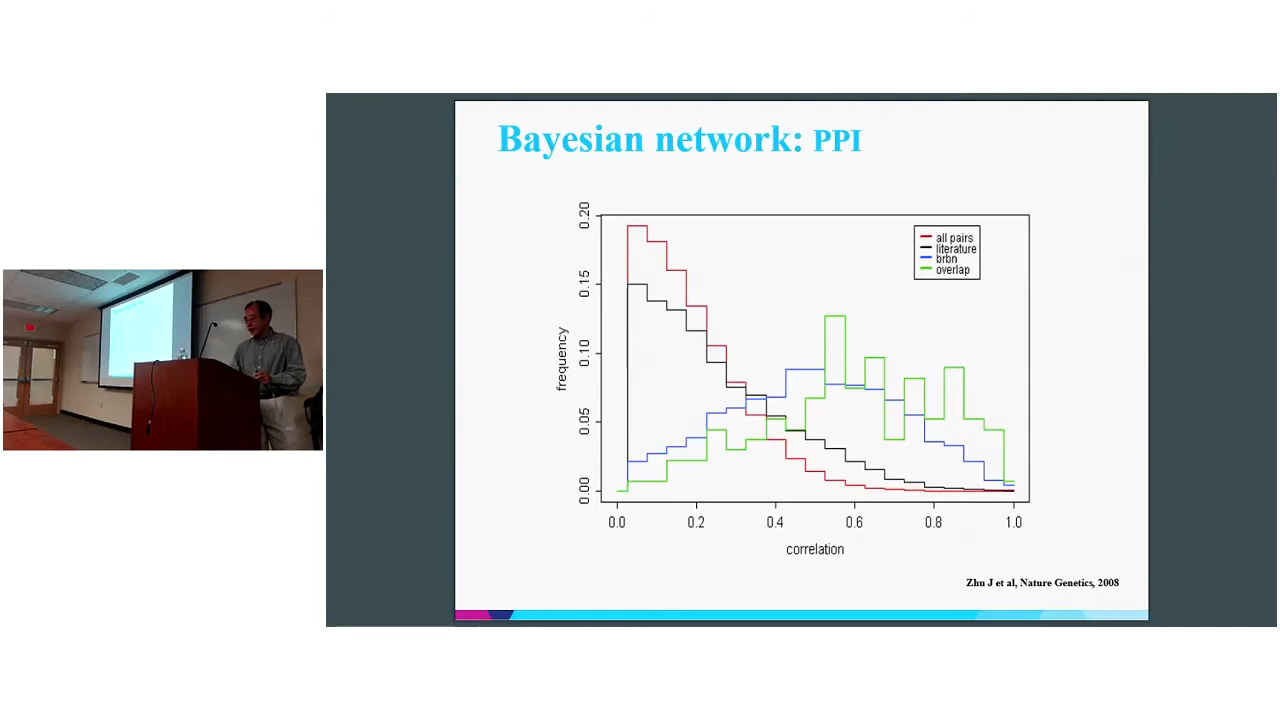 Bayesian network: PPI
frequency
0.20
0.15
0.10
0.05
0.00
all pairs
literature
brbn
overlap
0.0 0.2 0.4 0.6 0.8 1.0
correlation
Zhu J et al, Nature Genetics, 2008